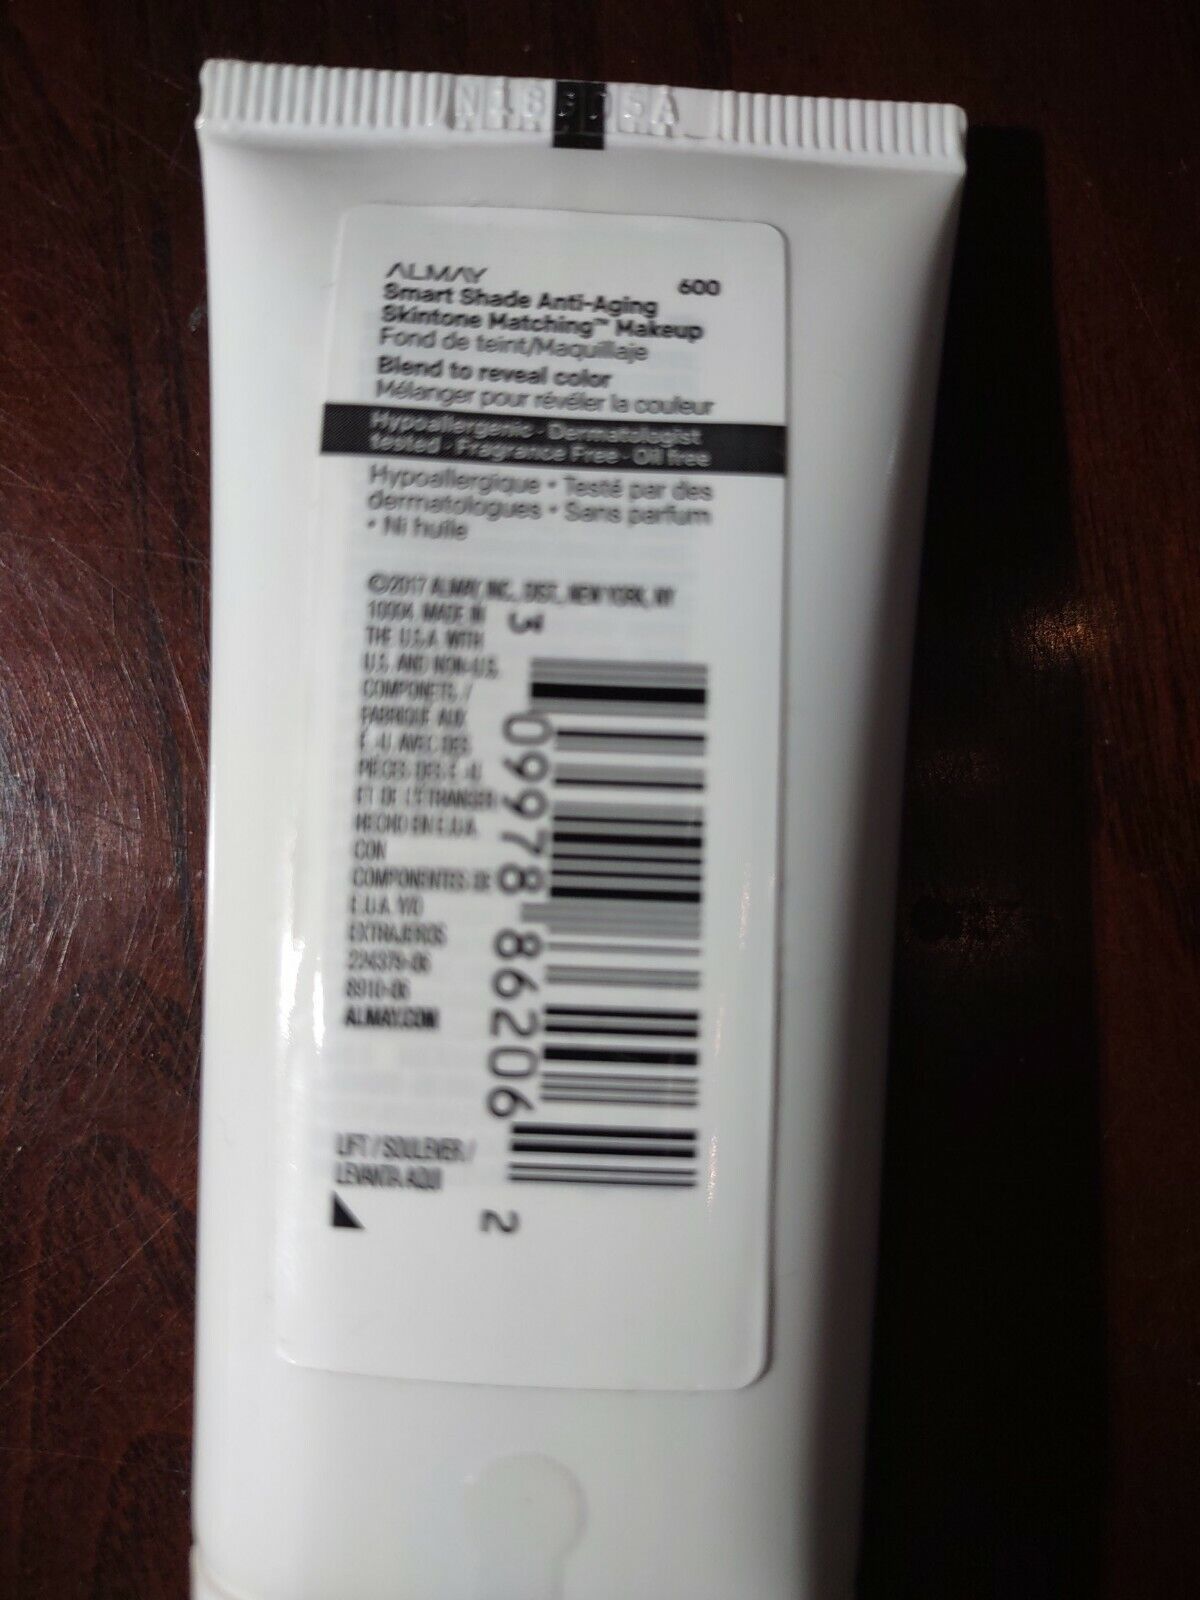 ALMAY
600
Smart Shade Anti-Aging
Skintone Matching™ Makeup
Fond de teint/Maquillaje
Blend to reveal color
Mélanger pour révéler la couleur
Hypoallergenic · Dermatologist
tested · Fragrance Free · Oil free
Hypoallergique • Testé par des
dermatologues • Sans parfum
• Ni huile
©2017 ALMAY, INC., DIST., NEW YORK, NY
MADE IN
THE U.S.A. WITH
U.S. AND NON-U.S.
COMPONETS. /
FABRIQUÉ AUX
É.-U. AVEC DES
PIÈCES DES É.-U.
ET DE L'ÉTRANGER
HECHO EN E.U.A.
CON
COMPONENTES DE
E.U.A. Y/O
EXTRAJEROS
8910-06
ALMAY.COM
3 09978 86206 2
LIFT / SOULEVER /
LEVANTA AQUI